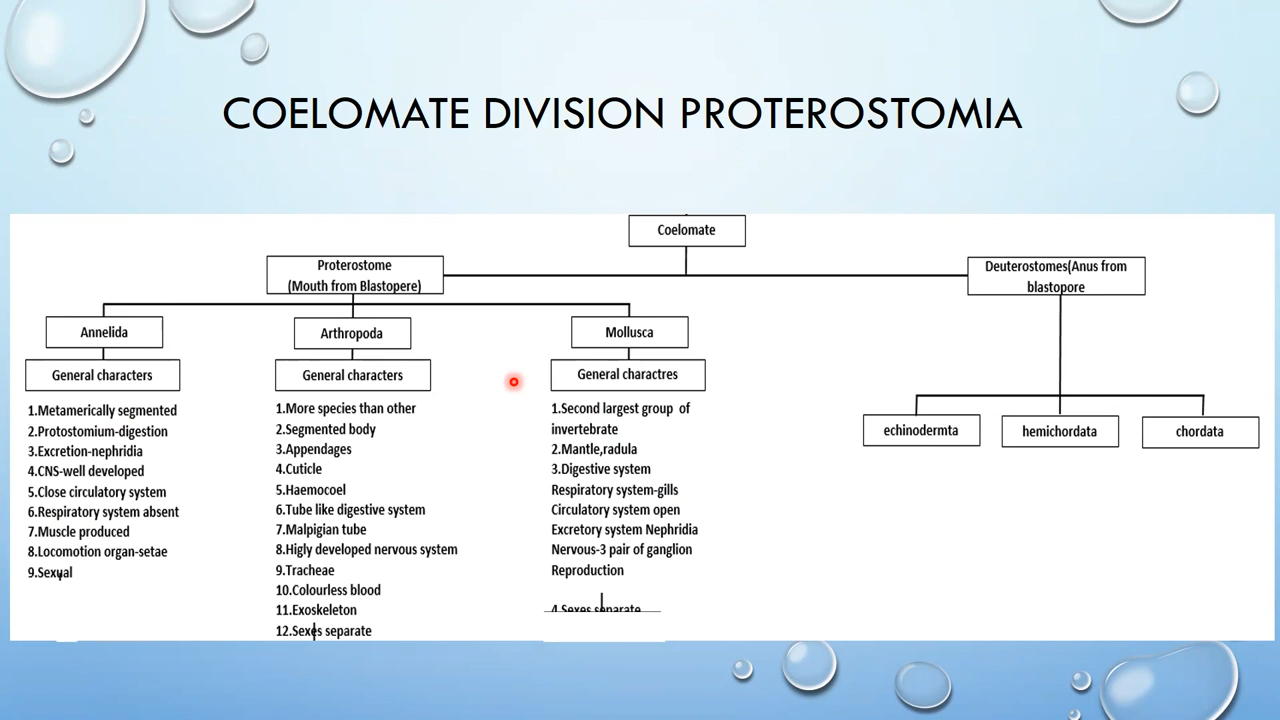 COELOMATE DIVISION PROTEROSTOMIA
Coelomate
Proterostome
(Mouth from Blastopere)
Deuterostomes(Anus from
blastopore
Annelida
Arthropoda
Mollusca
General characters
General characters
General charactres
1.Metamerically segmented
2.Protostomium-digestion
3.Excretion-nephridia
4.CNS-well developed
5.Close circulatory system
6.Respiratory system absent
7.Muscle produced
8.Locomotion organ-setae
9.Sexual
1.More species than other
2.Segmented body
3.Appendages
4.Cuticle
5.Haemocoel
6.Tube like digestive system
7.Malpigian tube
8.Higly developed nervous system
9.Tracheae
10.Colourless blood
11.Exoskeleton
12.Sexes separate
1.Second largest group of
invertebrate
2.Mantle,radula
3.Digestive system
Respiratory system-gills
Circulatory system open
Excretory system Nephridia
Nervous-3 pair of ganglion
Reproduction
4.Sexes separate
echinodermta
hemichordata
chordata